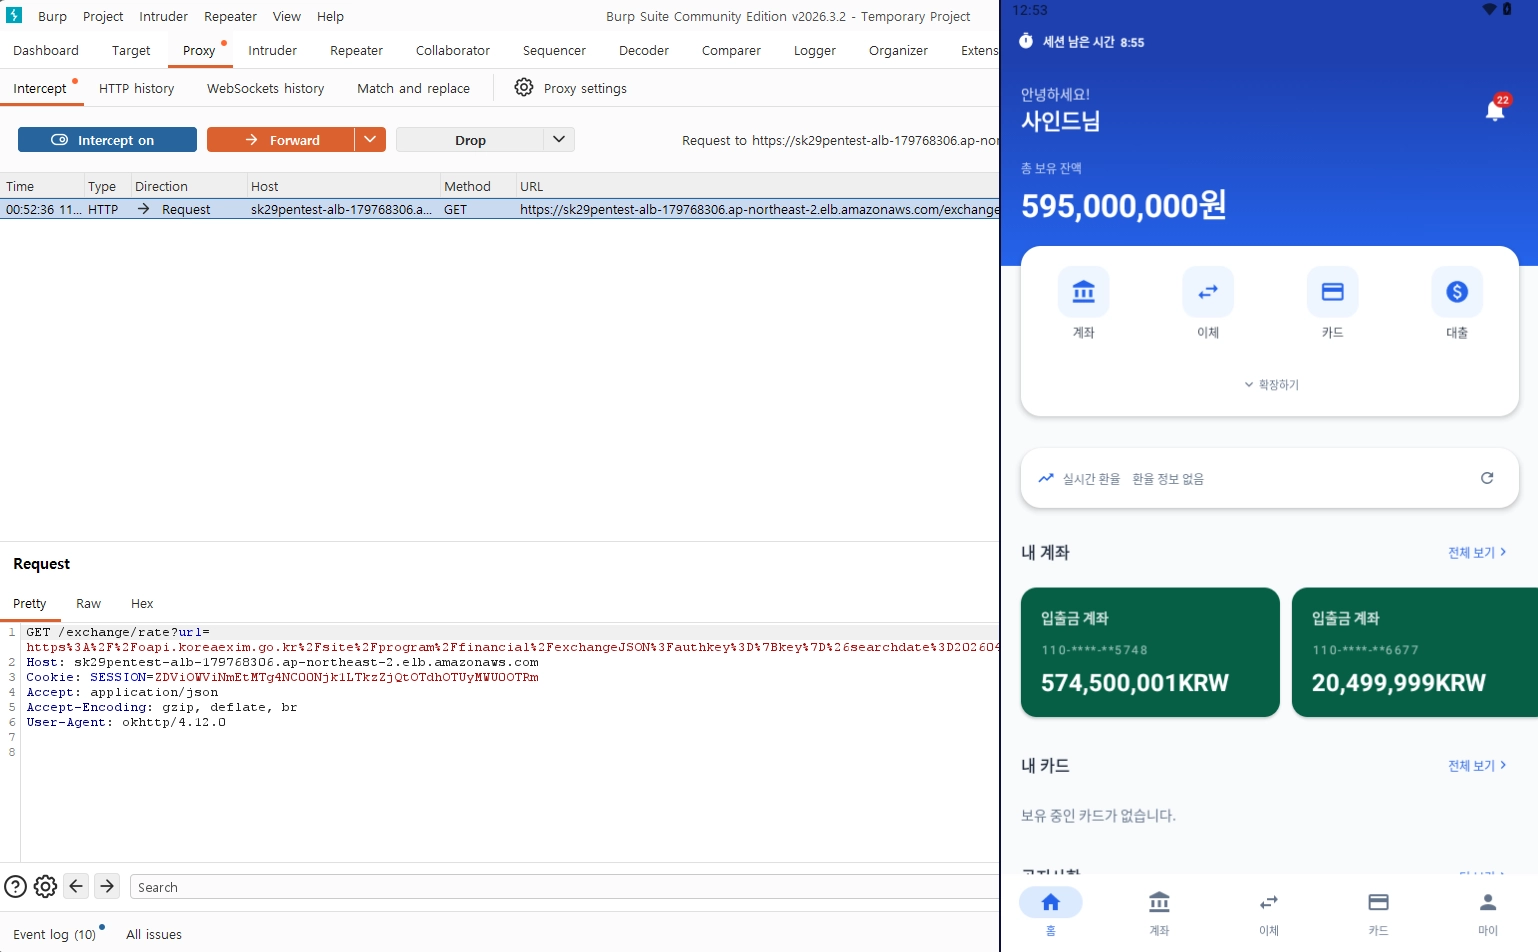 Burp Project Intruder Repeater View Help Burp Suite Community Edition v2026.3.2 - Temporary Project
Dashboard Target Proxy Intruder Repeater Collaborator Sequencer Decoder Comparer Logger Organizer Extens
Intercept HTTP history WebSockets history Match and replace Proxy settings
Intercept on Forward Drop Request to https://sk29pentest-alb-179768306.ap-nor
Time Type Direction Host Method URL
00:52:36 11... HTTP Request sk29pentest-alb-179768306.a... GET https://sk29pentest-alb-179768306.ap-northeast-2.elb.amazonaws.com/exchange
Request
Pretty Raw Hex
1 GET /exchange/rate?url=
https%3A%2F%2Foapi.koreaexim.go.kr%2Fsite%2Fprogram%2Ffinancial%2FexchangeJSON%3Fauthkey%3D%7Bkey%7D%26searchdate%3D202604
2 Host: sk29pentest-alb-179768306.ap-northeast-2.elb.amazonaws.com
3 Cookie: SESSION=ZDViOWViNmEtMTg4NC00Njk1LTkzZjQtOTdhOTUyMWU0OTRm
4 Accept: application/json
5 Accept-Encoding: gzip, deflate, br
6 User-Agent: okhttp/4.12.0
7
8
Search
Event log (10) All issues
12:53
세션 남은 시간 8:55
안녕하세요!
사인드님
22
총 보유 잔액
595,000,000원
계좌 이체 카드 대출
확장하기
실시간 환율 환율 정보 없음
내 계좌 전체 보기
입출금 계좌
110-****-**5748
574,500,001KRW
입출금 계좌
110-****-**6677
20,499,999KRW
내 카드 전체 보기
보유 중인 카드가 없습니다.
홈 계좌 이체 카드 마이